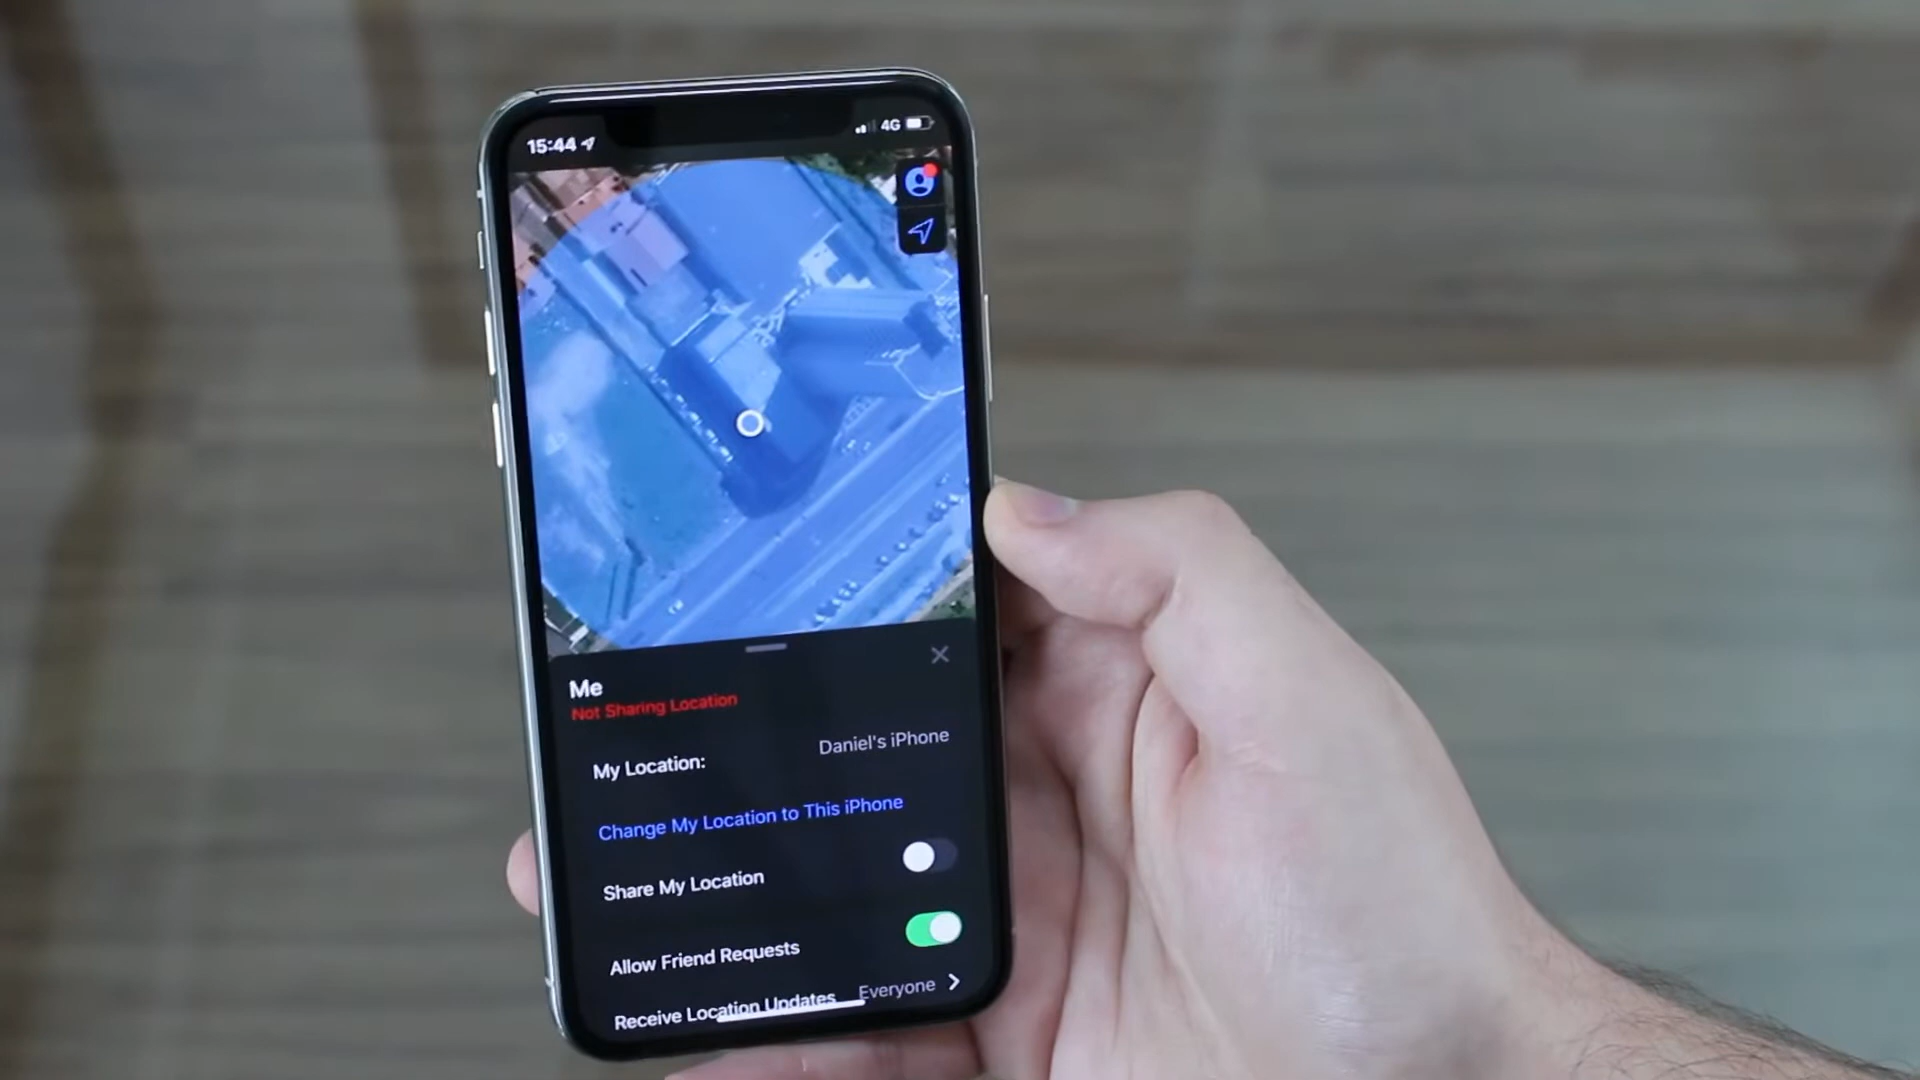 15:44
4G
Me
Not Sharing Location
My Location: Daniel's iPhone
Change My Location to This iPhone
Share My Location
Allow Friend Requests
Receive Location Updates Everyone